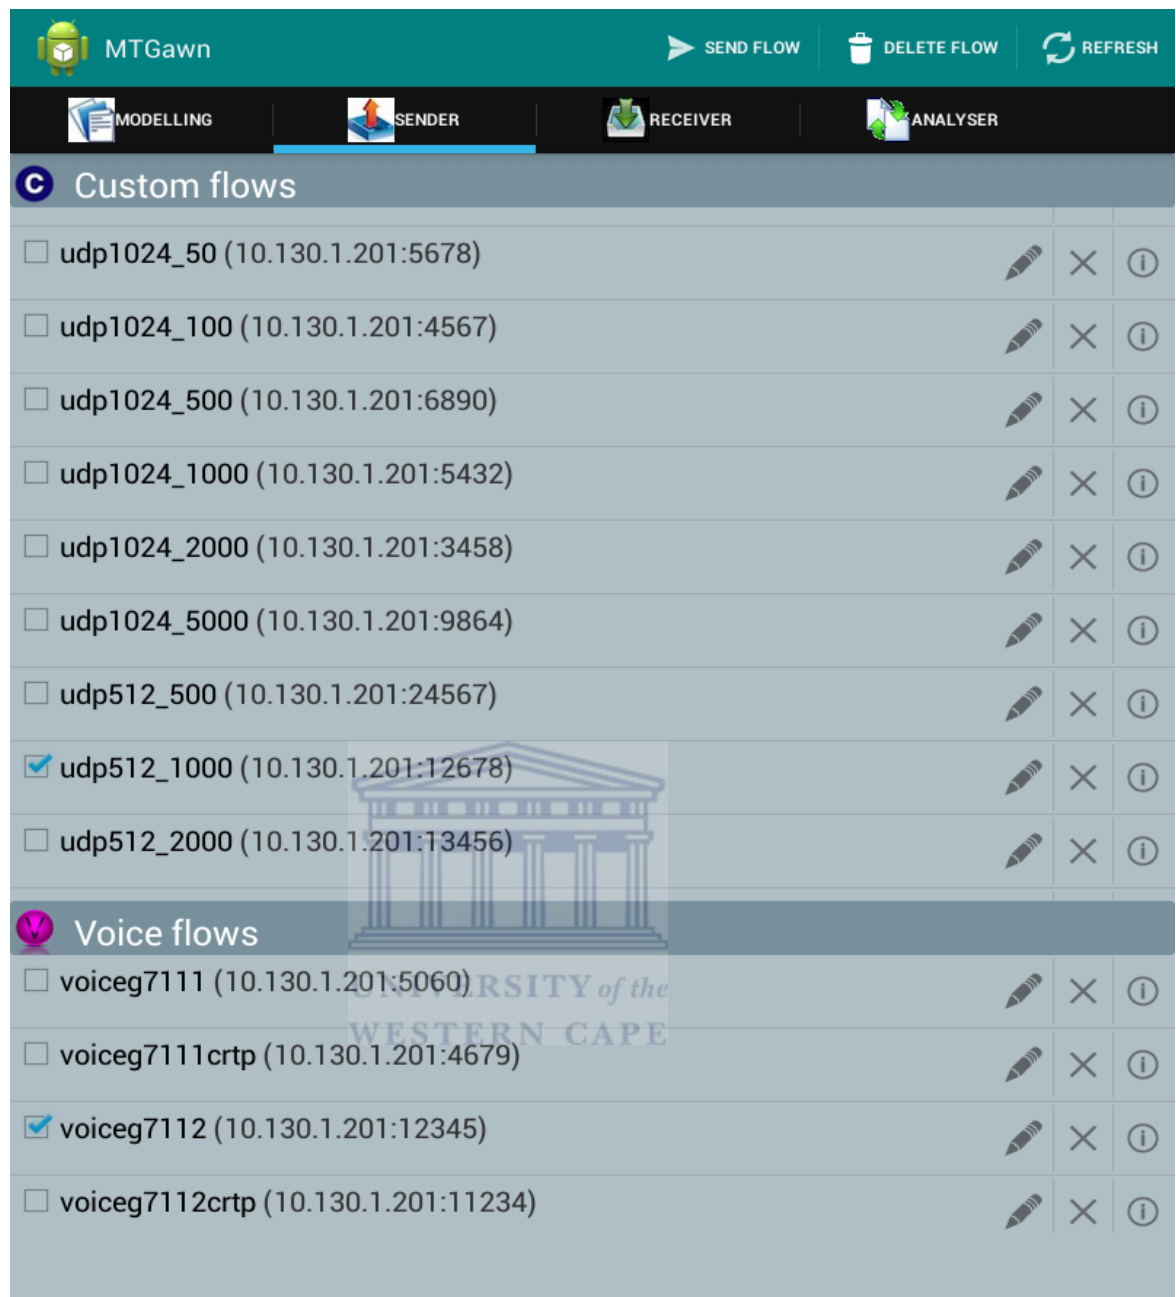 MTGawn SEND FLOW DELETE FLOW REFRESH
MODELLING SENDER RECEIVER ANALYSER
C Custom flows
udp1024_50 (10.130.1.201:5678)
udp1024_100 (10.130.1.201:4567)
udp1024_500 (10.130.1.201:6890)
udp1024_1000 (10.130.1.201:5432)
udp1024_2000 (10.130.1.201:3458)
udp1024_5000 (10.130.1.201:9864)
udp512_500 (10.130.1.201:24567)
udp512_1000 (10.130.1.201:12678)
udp512_2000 (10.130.1.201:13456)
V Voice flows
voiceg7111 (10.130.1.201:5060)
UNIVERSITY of the
WESTERN CAPE
voiceg7111crtp (10.130.1.201:4679)
voiceg7112 (10.130.1.201:12345)
voiceg7112crtp (10.130.1.201:11234)